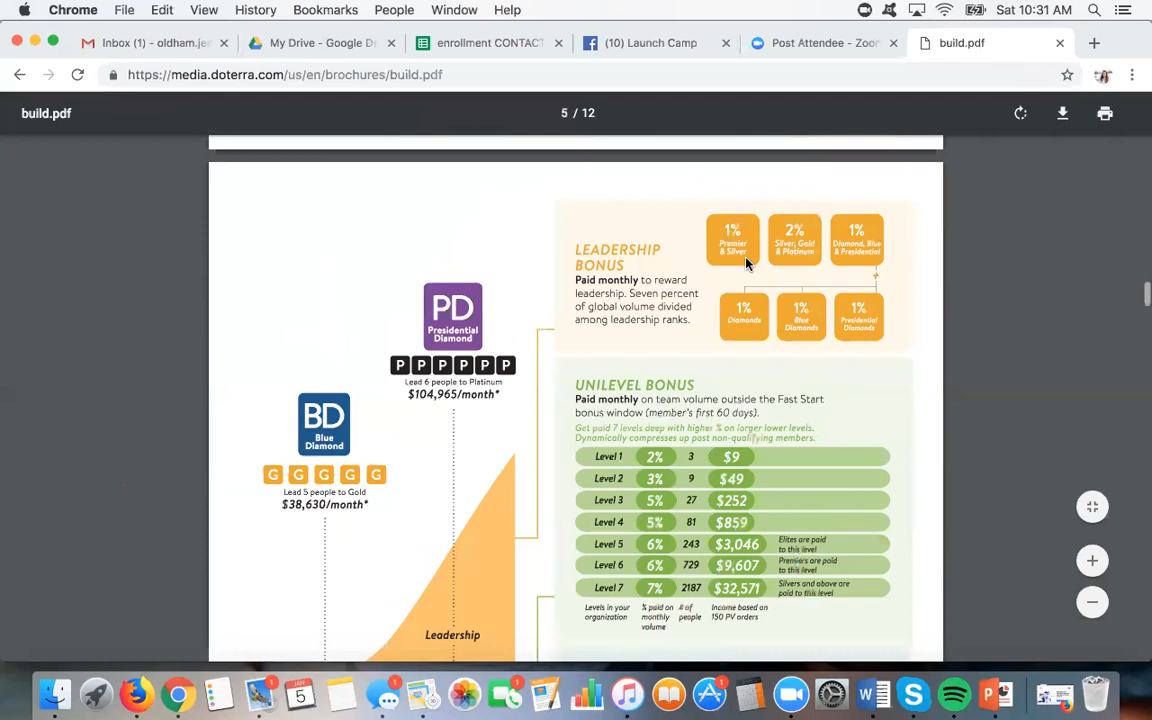 Chrome File Edit View History Bookmarks People Window Help Sat 10:31 AM
Inbox (1) - oldham.je
My Drive - Google D
enrollment CONTACT
(10) Launch Camp
Post Attendee - Zoom
build.pdf
https://media.doterra.com/us/en/brochures/build.pdf
build.pdf 5 / 12
LEADERSHIP
BONUS
Paid monthly to reward
leadership. Seven percent
of global volume divided
among leadership ranks.
1%
Premier
& Silver
2%
Silver, Gold
& Platinum
1%
Diamond, Blue
& Presidential
1%
Diamonds
1%
Blue
Diamonds
1%
Presidential
Diamonds
PD
Presidential
Diamond
P P P P P P
Lead 6 people to Platinum
$104,965/month*
BD
Blue
Diamond
G G G G G
Lead 5 people to Gold
$38,630/month*
Leadership
UNILEVEL BONUS
Paid monthly on team volume outside the Fast Start
bonus window (member's first 60 days).
Get paid 7 levels deep with higher % on larger lower levels.
Dynamically compresses up past non-qualifying members.
Level 1 2% 3 $9
Level 2 3% 9 $49
Level 3 5% 27 $252
Level 4 5% 81 $859
Level 5 6% 243 $3,046 Elites are paid
to this level
Level 6 6% 729 $9,607 Premiers are paid
to this level
Level 7 7% 2187 $32,571 Silvers and above are
paid to this level
Levels in your
organization
% paid on
monthly
volume
# of
people
Income based on
150 PV orders
1
JAN
5
1
1
1